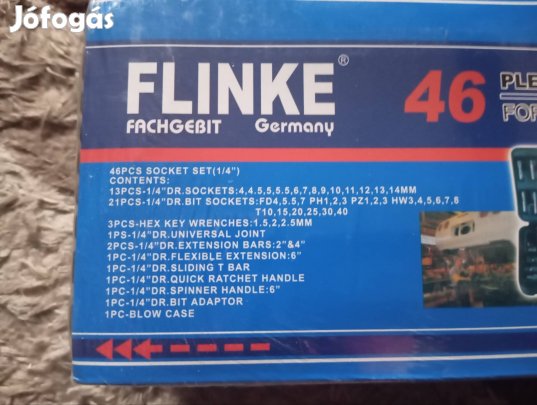 Jófogás
FLINKE®
FACHGEBIT Germany
46
46PCS SOCKET SET(1/4")
CONTENTS:
13PCS-1/4"DR.SOCKETS:4,4.5,5,5.5,6,7,8,9,10,11,12,13,14MM
21PCS-1/4"DR.BIT SOCKETS:FD4,5.5,7 PH1,2,3 PZ1,2,3 HW3,4,5,6,7,8
T10,15,20,25,30,40
3PCS-HEX KEY WRENCHES:1.5,2,2.5MM
1PS-1/4"DR.UNIVERSAL JOINT
2PCS-1/4"DR.EXTENSION BARS:2"&4"
1PC-1/4"DR.FLEXIBLE EXTENSION:6"
1PC-1/4"DR.SLIDING T BAR
1PC-1/4"DR.QUICK RATCHET HANDLE
1PC-1/4"DR.SPINNER HANDLE:6"
1PC-1/4"DR.BIT ADAPTOR
1PC-BLOW CASE